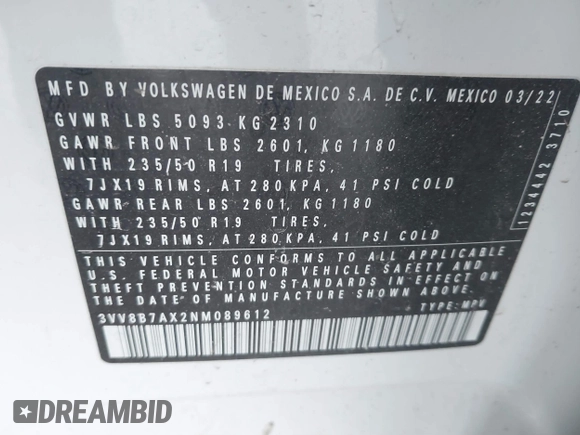 MFD BY VOLKSWAGEN DE MEXICO S.A. DE C.V. MEXICO 03/22
GVWR LBS 5093 KG 2310
GAWR FRONT LBS 2601, KG 1180
WITH 235/50 R19 TIRES,
7JX19 RIMS, AT 280 KPA, 41 PSI COLD
GAWR REAR LBS 2601, KG 1180
WITH 235/50 R19 TIRES,
7JX19 RIMS, AT 280 KPA, 41 PSI COLD
THIS VEHICLE CONFORMS TO ALL APPLICABLE
U.S. FEDERAL MOTOR VEHICLE SAFETY AND
THEFT PREVENTION STANDARDS IN EFFECT ON
THE DATE OF MANUFACTURE SHOWN ABOVE.
3VV8B7AX2NM089612 TYPE: MPV
1234442 3710
DREAMBID